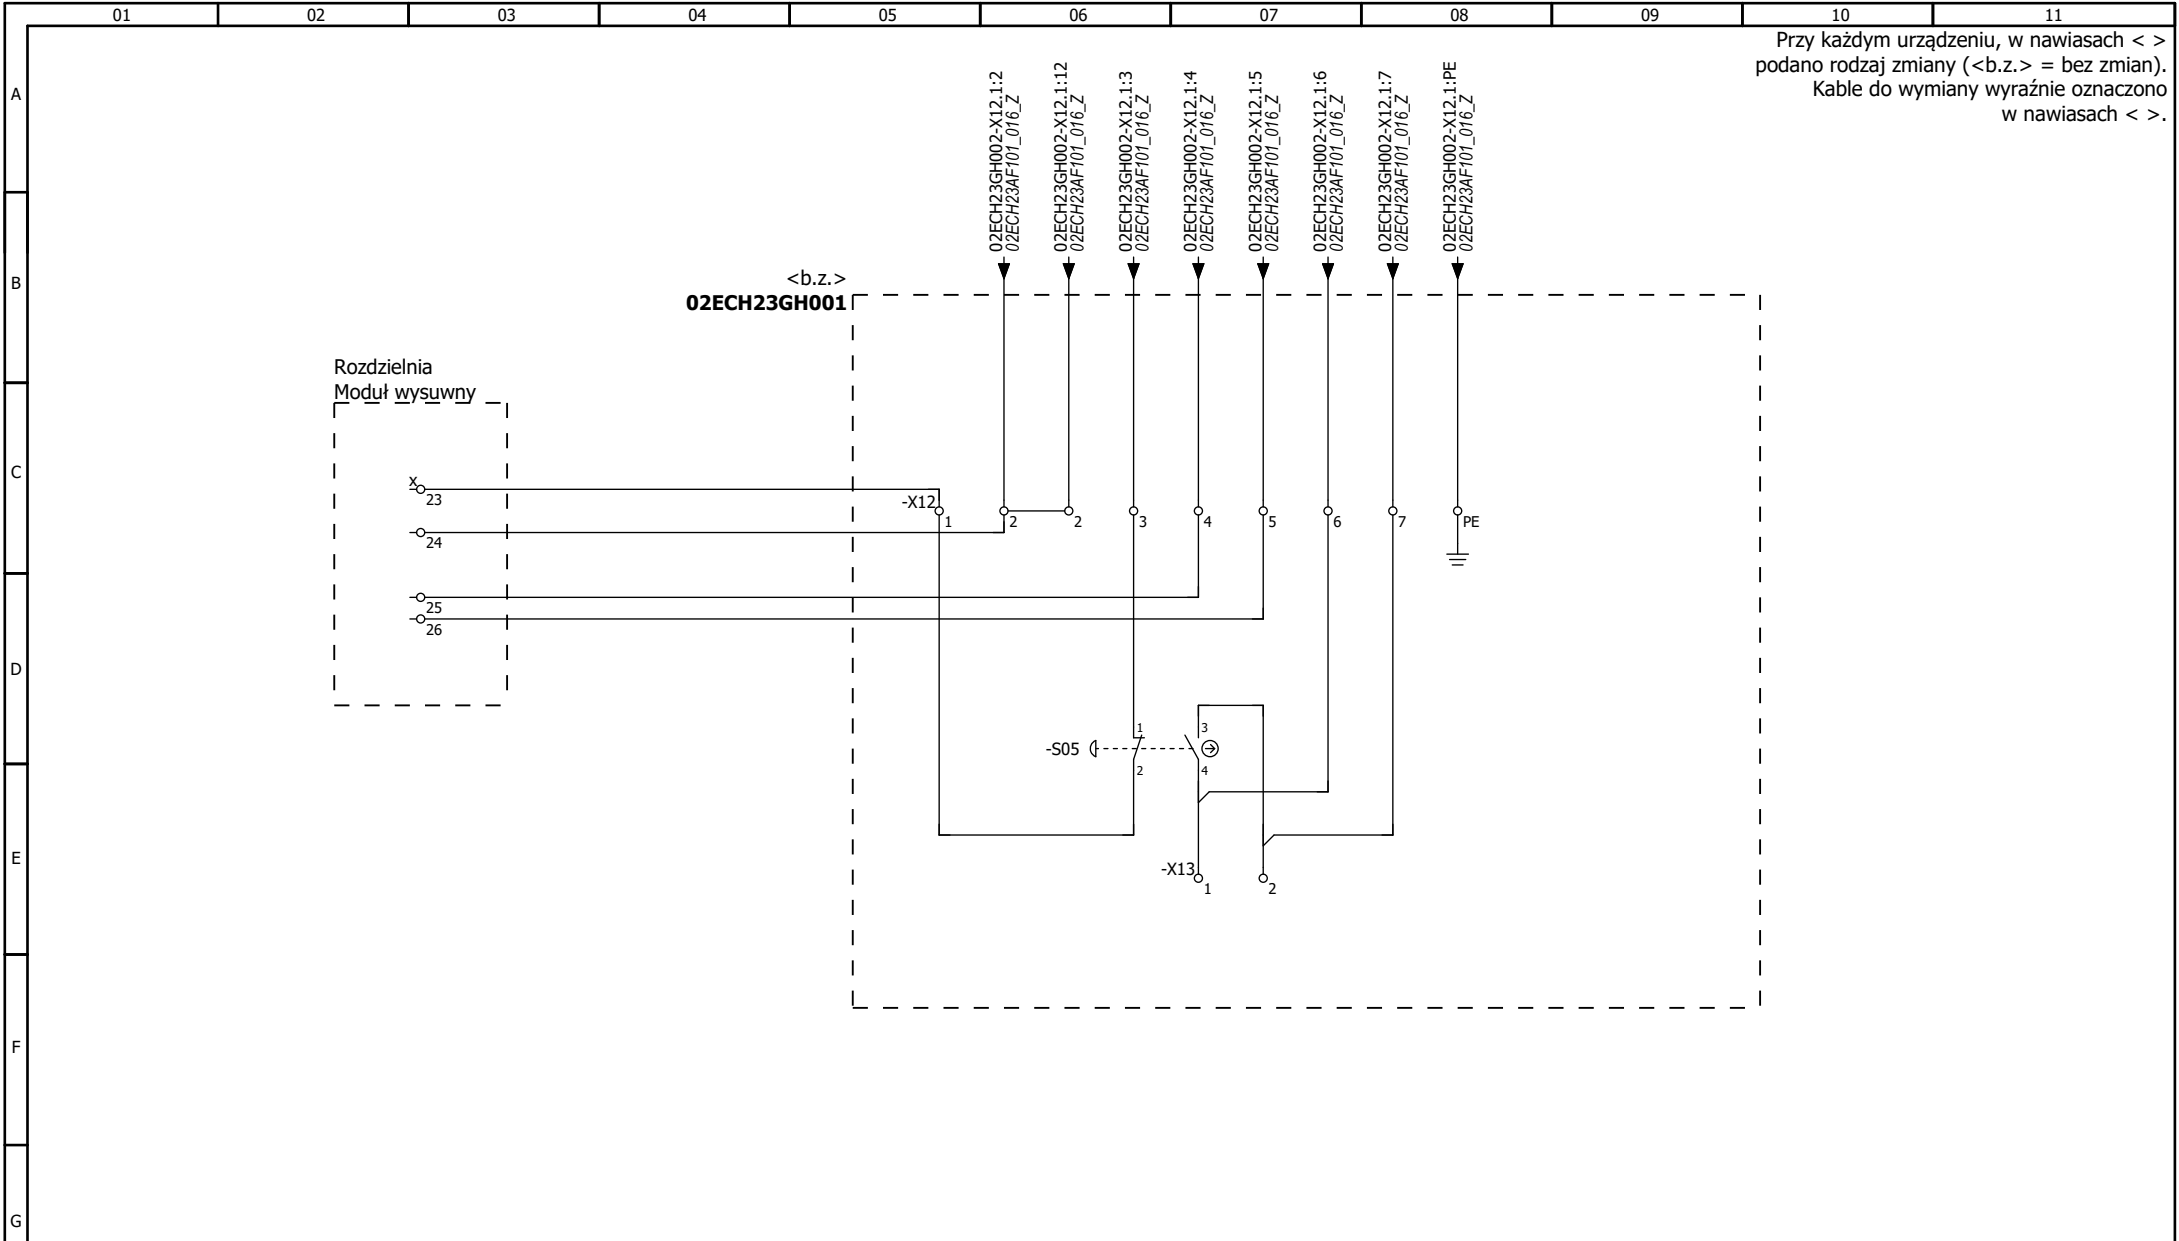 01 02 03 04 05 06 07 08 09 10 11
Przy każdym urządzeniu, w nawiasach < >
podano rodzaj zmiany (<b.z.> = bez zmian).
Kable do wymiany wyraźnie oznaczono
w nawiasach < >.
A
02ECH23GH002-X12.1:2
02ECH23AF101_016_Z
02ECH23GH002-X12.1:12
02ECH23AF101_016_Z
02ECH23GH002-X12.1:3
02ECH23AF101_016_Z
02ECH23GH002-X12.1:4
02ECH23AF101_016_Z
02ECH23GH002-X12.1:5
02ECH23AF101_016_Z
02ECH23GH002-X12.1:6
02ECH23AF101_016_Z
02ECH23GH002-X12.1:7
02ECH23AF101_016_Z
02ECH23GH002-X12.1:PE
02ECH23AF101_016_Z
B
<b.z.>
02ECH23GH001
Rozdzielnia
Moduł wysuwny
C
x
23
-X12
1 2 2 3 4 5 6 7 PE
24
25
26
D
1 3
-S05
2 4
E
-X13
1 2
F
G